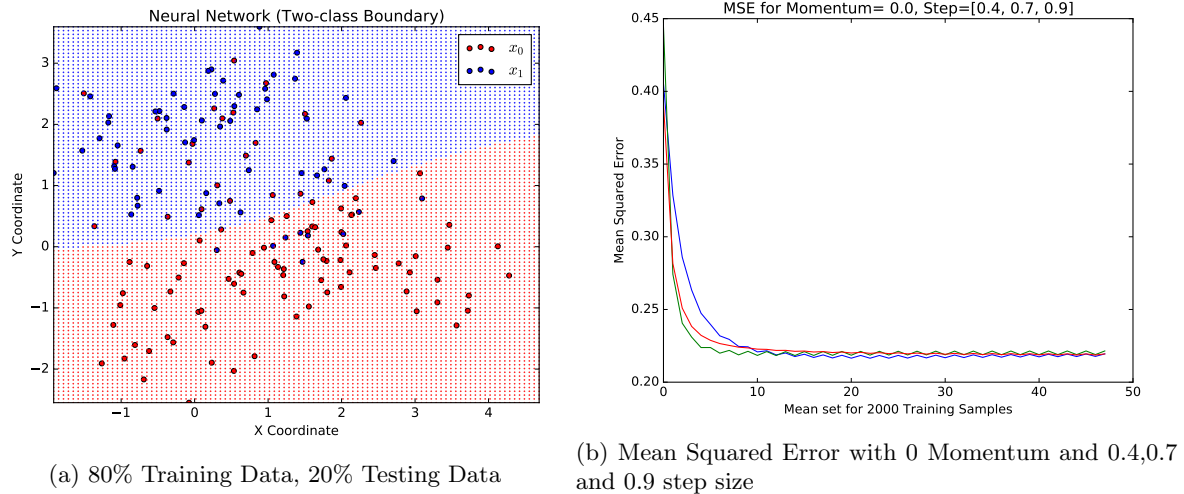 Neural Network (Two-class Boundary)
x_0
x_1
3
2
1
0
−1
−2
Y Coordinate
−1
0
1
2
3
4
X Coordinate
(a) 80% Training Data, 20% Testing Data
MSE for Momentum= 0.0, Step=[0.4, 0.7, 0.9]
0.45
0.40
0.35
0.30
0.25
0.20
Mean Squared Error
0
10
20
30
40
50
Mean set for 2000 Training Samples
(b) Mean Squared Error with 0 Momentum and 0.4,0.7
and 0.9 step size